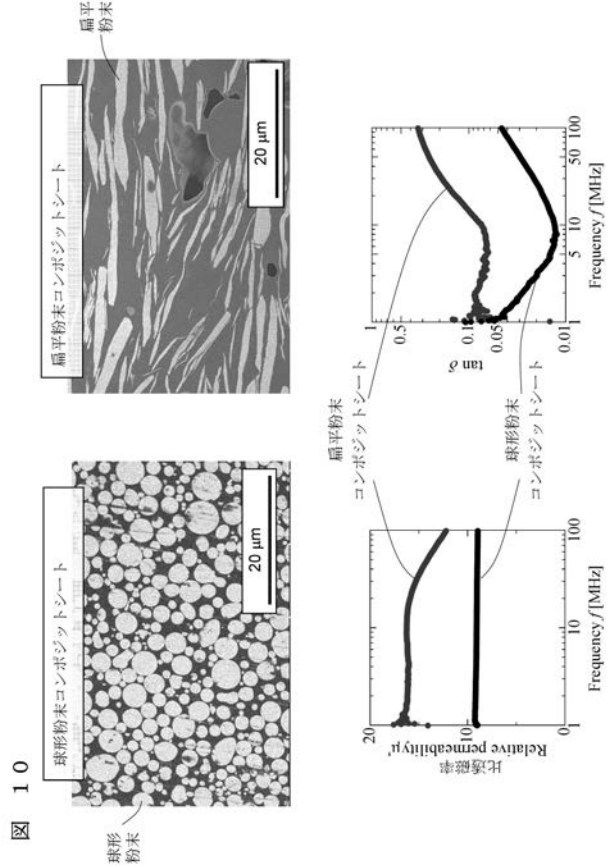 図 10
球形粉末コンポジットシート
球形
粉末
20 μm
扁平粉末コンポジットシート
扁平
粉末
20 μm
20
10
0
比透磁率
Relative permeability μ'
1
10
100
Frequency f [MHz]
扁平粉末
コンポジットシート
球形粉末
コンポジットシート
1
0.5
0.10
0.05
0.01
tan δ
1
5
10
50
100
Frequency f [MHz]